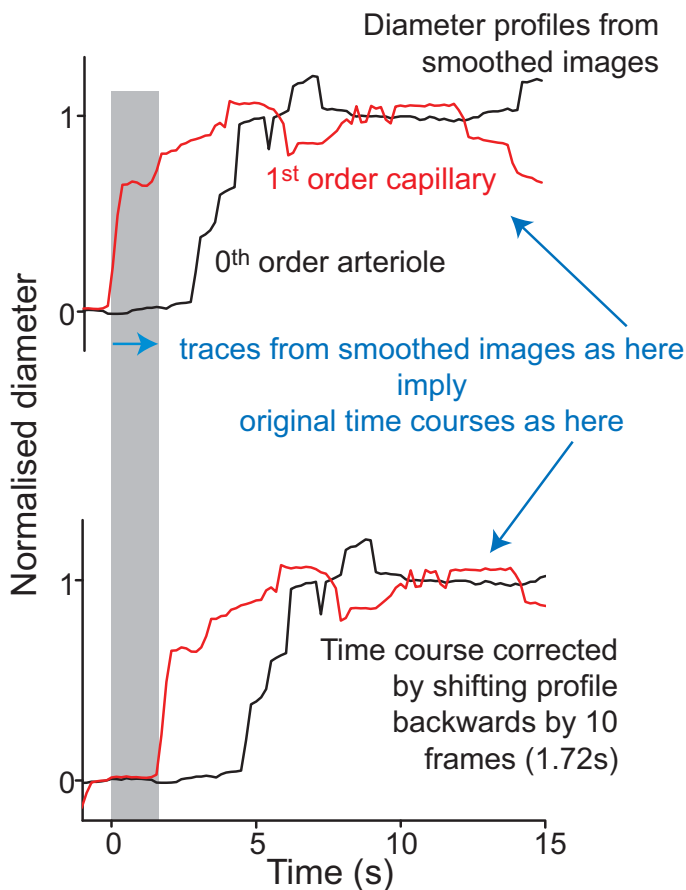 Diameter profiles from
smoothed images
1
1st order capillary
0th order arteriole
0
traces from smoothed images as here
imply
original time courses as here
Normalised diameter
1
Time course corrected
by shifting profile
backwards by 10
frames (1.72s)
0
0 5 10 15
Time (s)